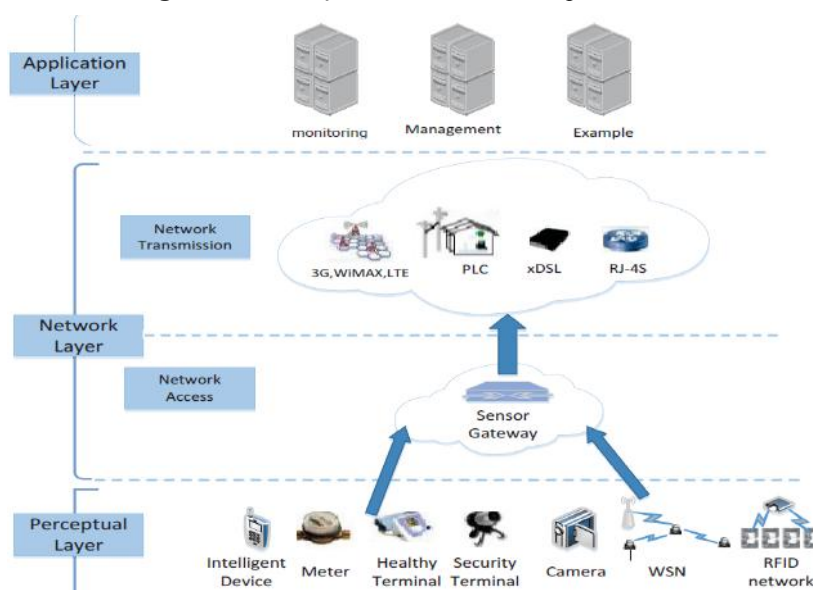 Application
Layer
monitoring
Management
Example
Network
Transmission
3G,WiMAX,LTE
PLC
xDSL
RJ-4S
Network
Layer
Network
Access
Sensor
Gateway
Perceptual
Layer
Intelligent
Device
Meter
Healthy
Terminal
Security
Terminal
Camera
WSN
RFID
network